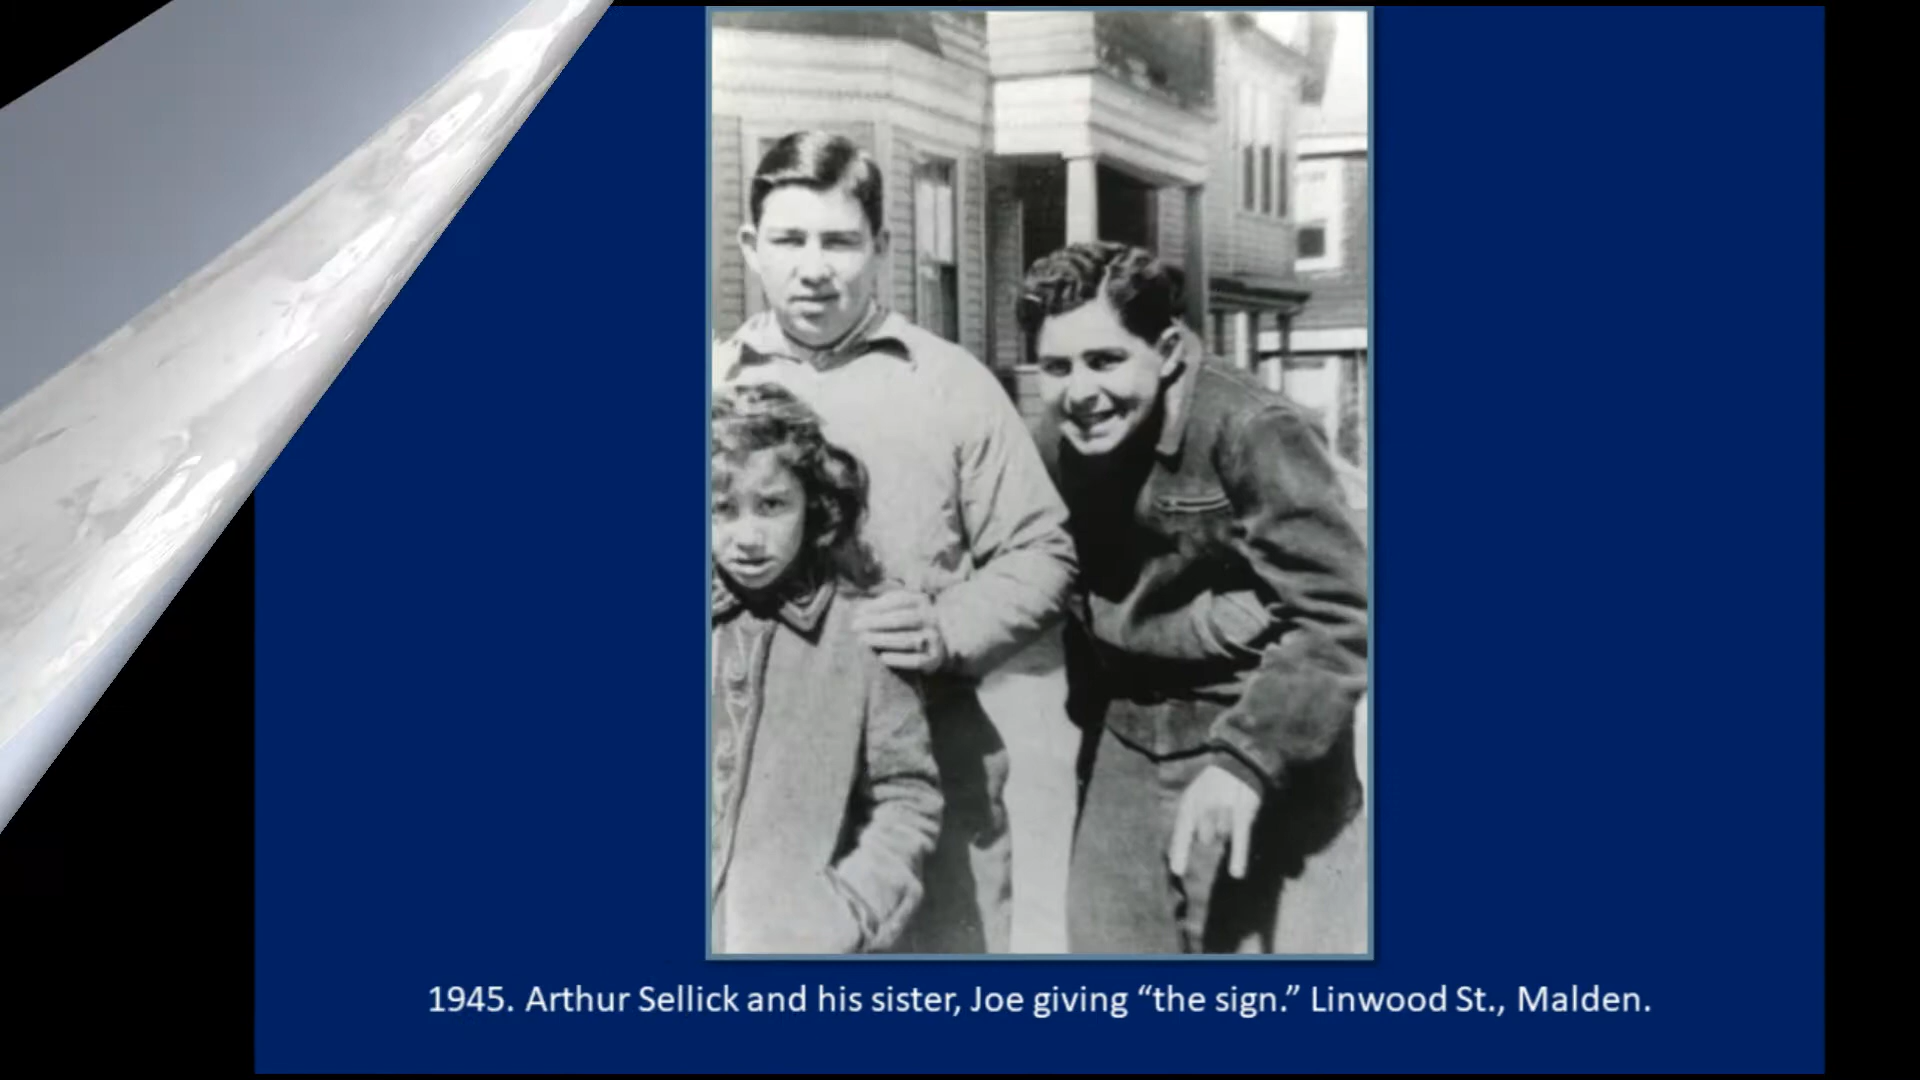 1945. Arthur Sellick and his sister, Joe giving “the sign.” Linwood St., Malden.